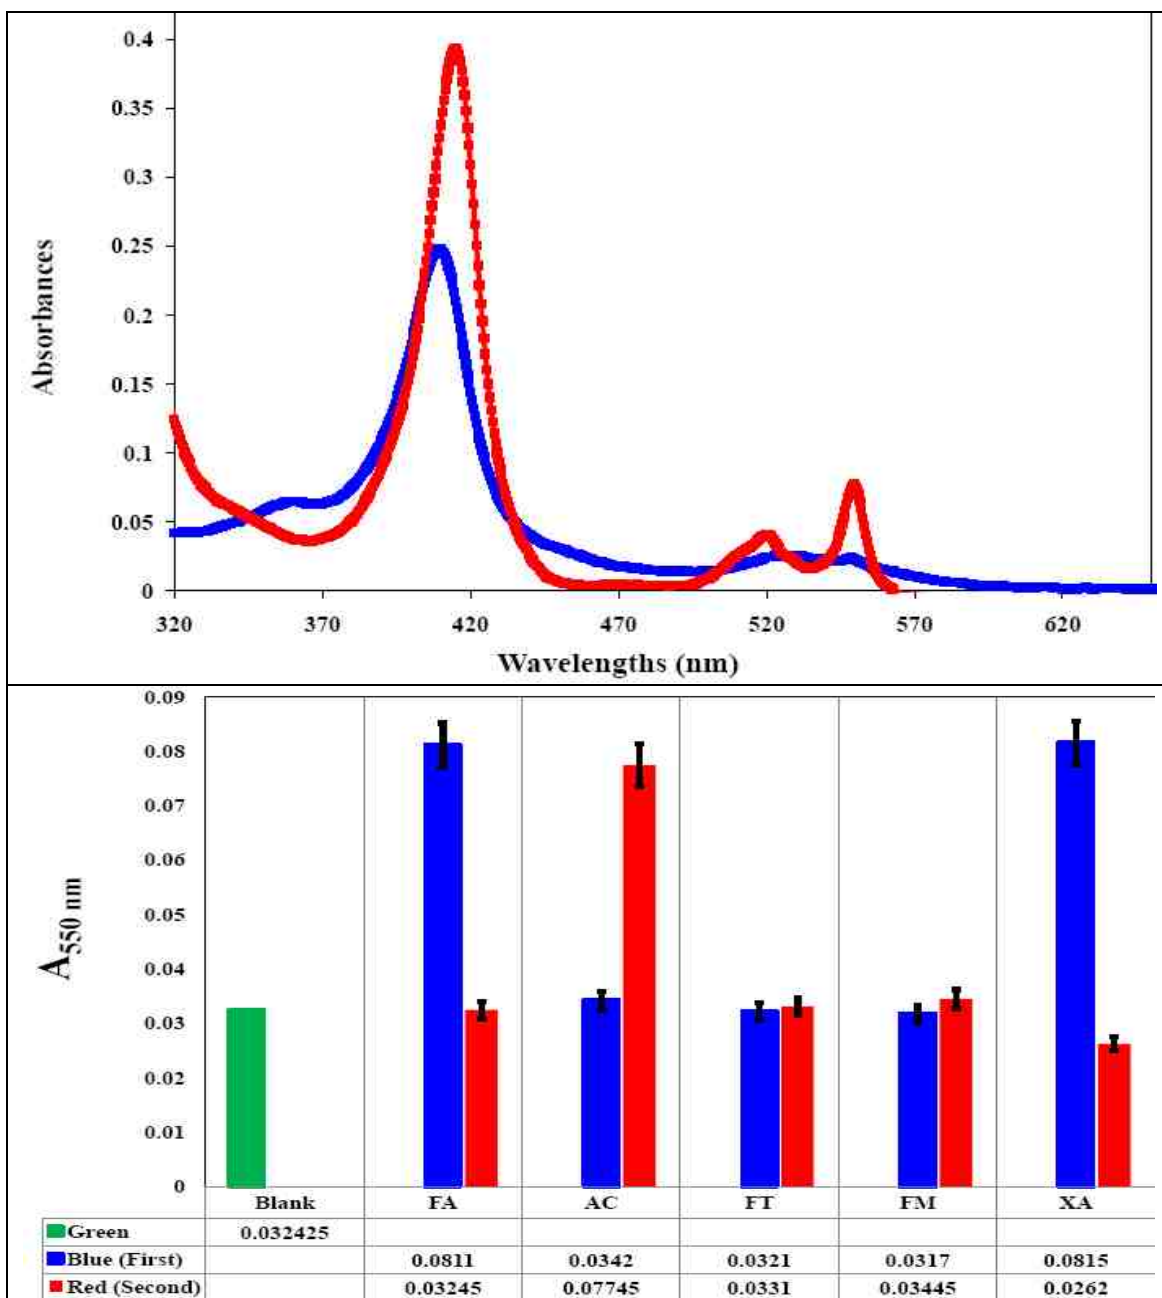 0.4
0.35
0.3
0.25
0.2
0.15
0.1
0.05
0
Absorbances
320 370 420 470 520 570 620
Wavelengths (nm)
0.09
0.08
0.07
0.06
0.05
0.04
0.03
0.02
0.01
0
A550 nm
Blank FA AC FT FM XA
Green 0.032425
Blue (First) 0.0811 0.0342 0.0321 0.0317 0.0815
Red (Second) 0.03245 0.07745 0.0331 0.03445 0.0262